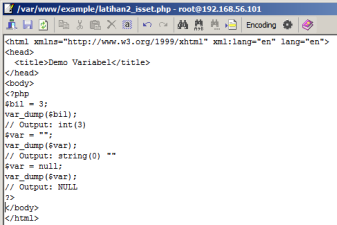 /var/www/example/latihan2_isset.php - root@192.168.56.101
Encoding
<html xmlns="http://www.w3.org/1999/xhtml" xml:lang="en" lang="en">
<head>
  <title>Demo Variabel</title>
</head>
<body>
<?php
$bil = 3;
var_dump($bil);
// Output: int(3)
$var = "";
var_dump($var);
// Output: string(0) ""
$var = null;
var_dump($var);
// Output: NULL
?>
</body>
</html>